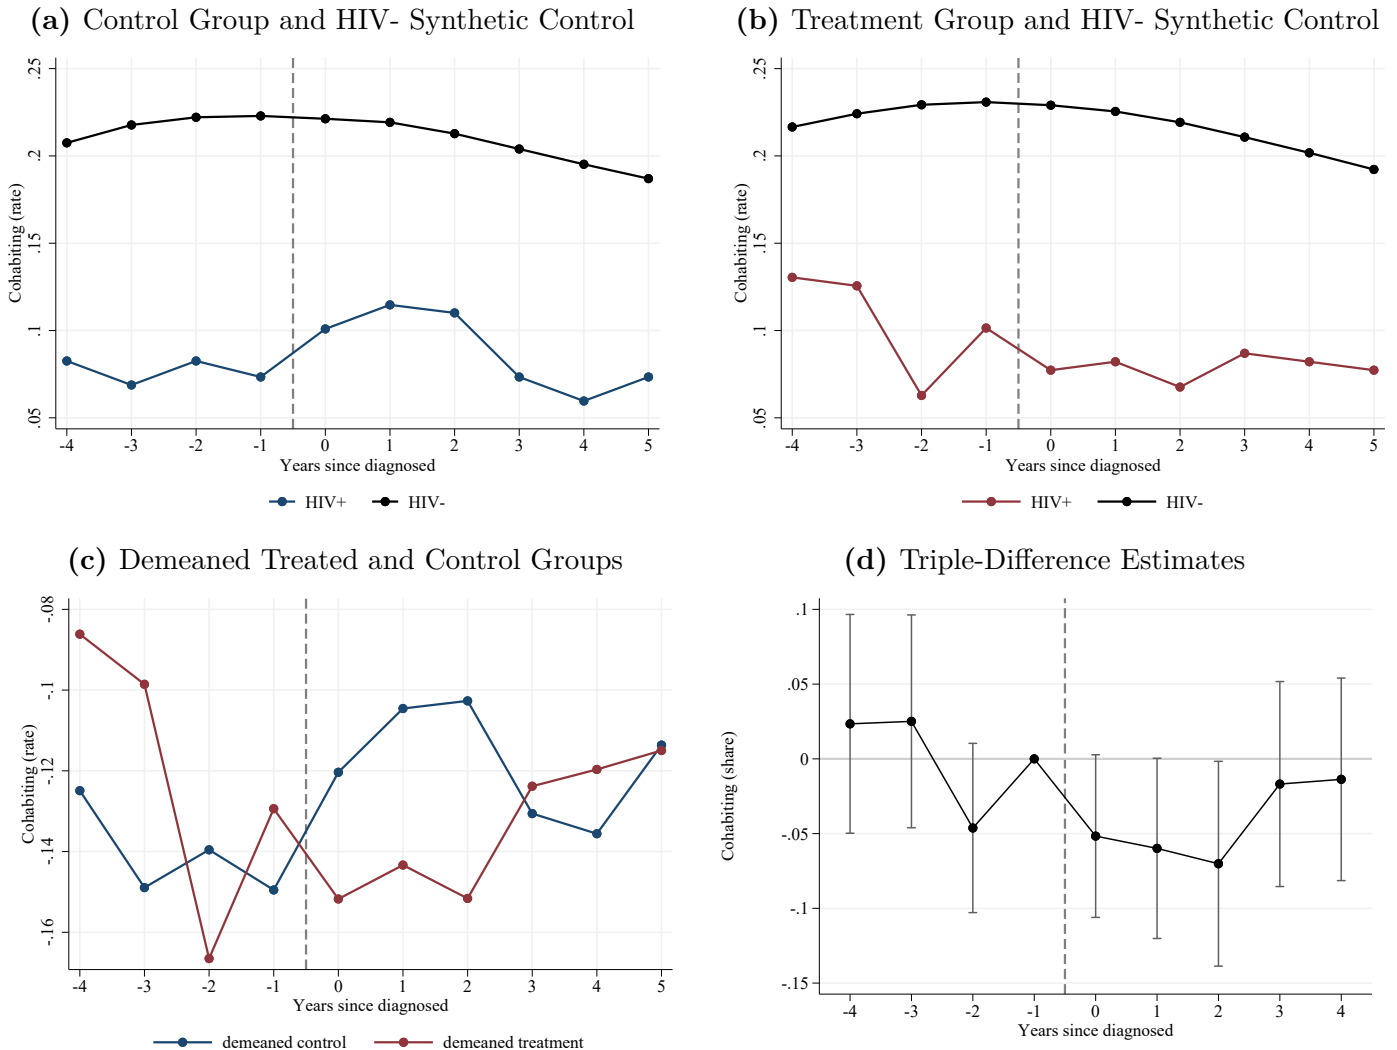 (a) Control Group and HIV- Synthetic Control
.25
.2
.15
.1
.05
Cohabiting (rate)
-4 -3 -2 -1 0 1 2 3 4 5
Years since diagnosed
HIV+ HIV-
(b) Treatment Group and HIV- Synthetic Control
.25
.2
.15
.1
.05
Cohabiting (rate)
-4 -3 -2 -1 0 1 2 3 4 5
Years since diagnosed
HIV+ HIV-
(c) Demeaned Treated and Control Groups
-.08
-.1
-.12
-.14
-.16
Cohabiting (rate)
-4 -3 -2 -1 0 1 2 3 4 5
Years since diagnosed
demeaned control demeaned treatment
(d) Triple-Difference Estimates
.1
.05
0
-.05
-.1
-.15
Cohabiting (share)
-4 -3 -2 -1 0 1 2 3 4
Years since diagnosed